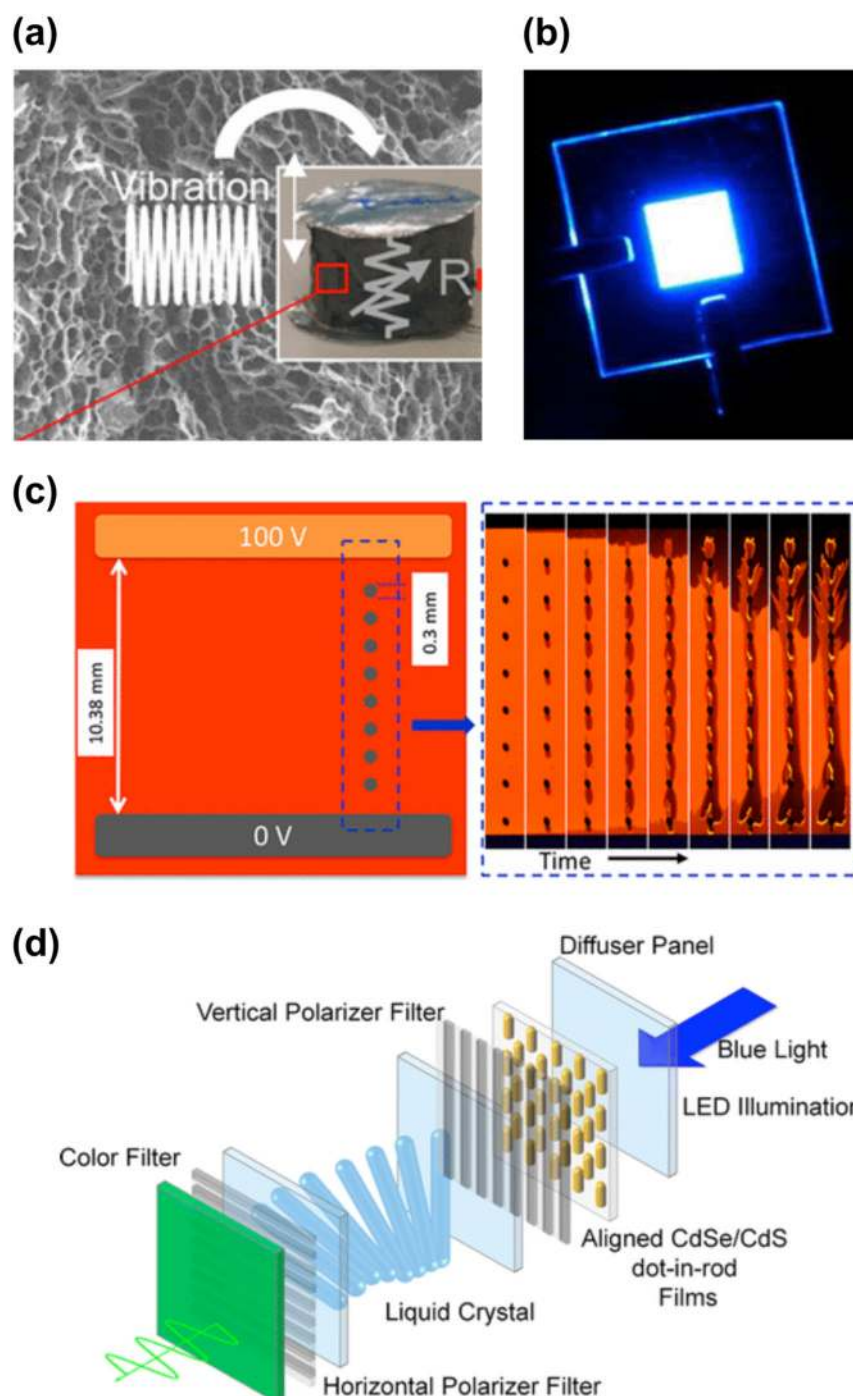 (a)
Vibration
R
(b)
(c)
100 V
10.38 mm
0.3 mm
0 V
Time
(d)
Diffuser Panel
Vertical Polarizer Filter
Blue Light
LED Illumination
Color Filter
Aligned CdSe/CdS
dot-in-rod
Films
Liquid Crystal
Horizontal Polarizer Filter